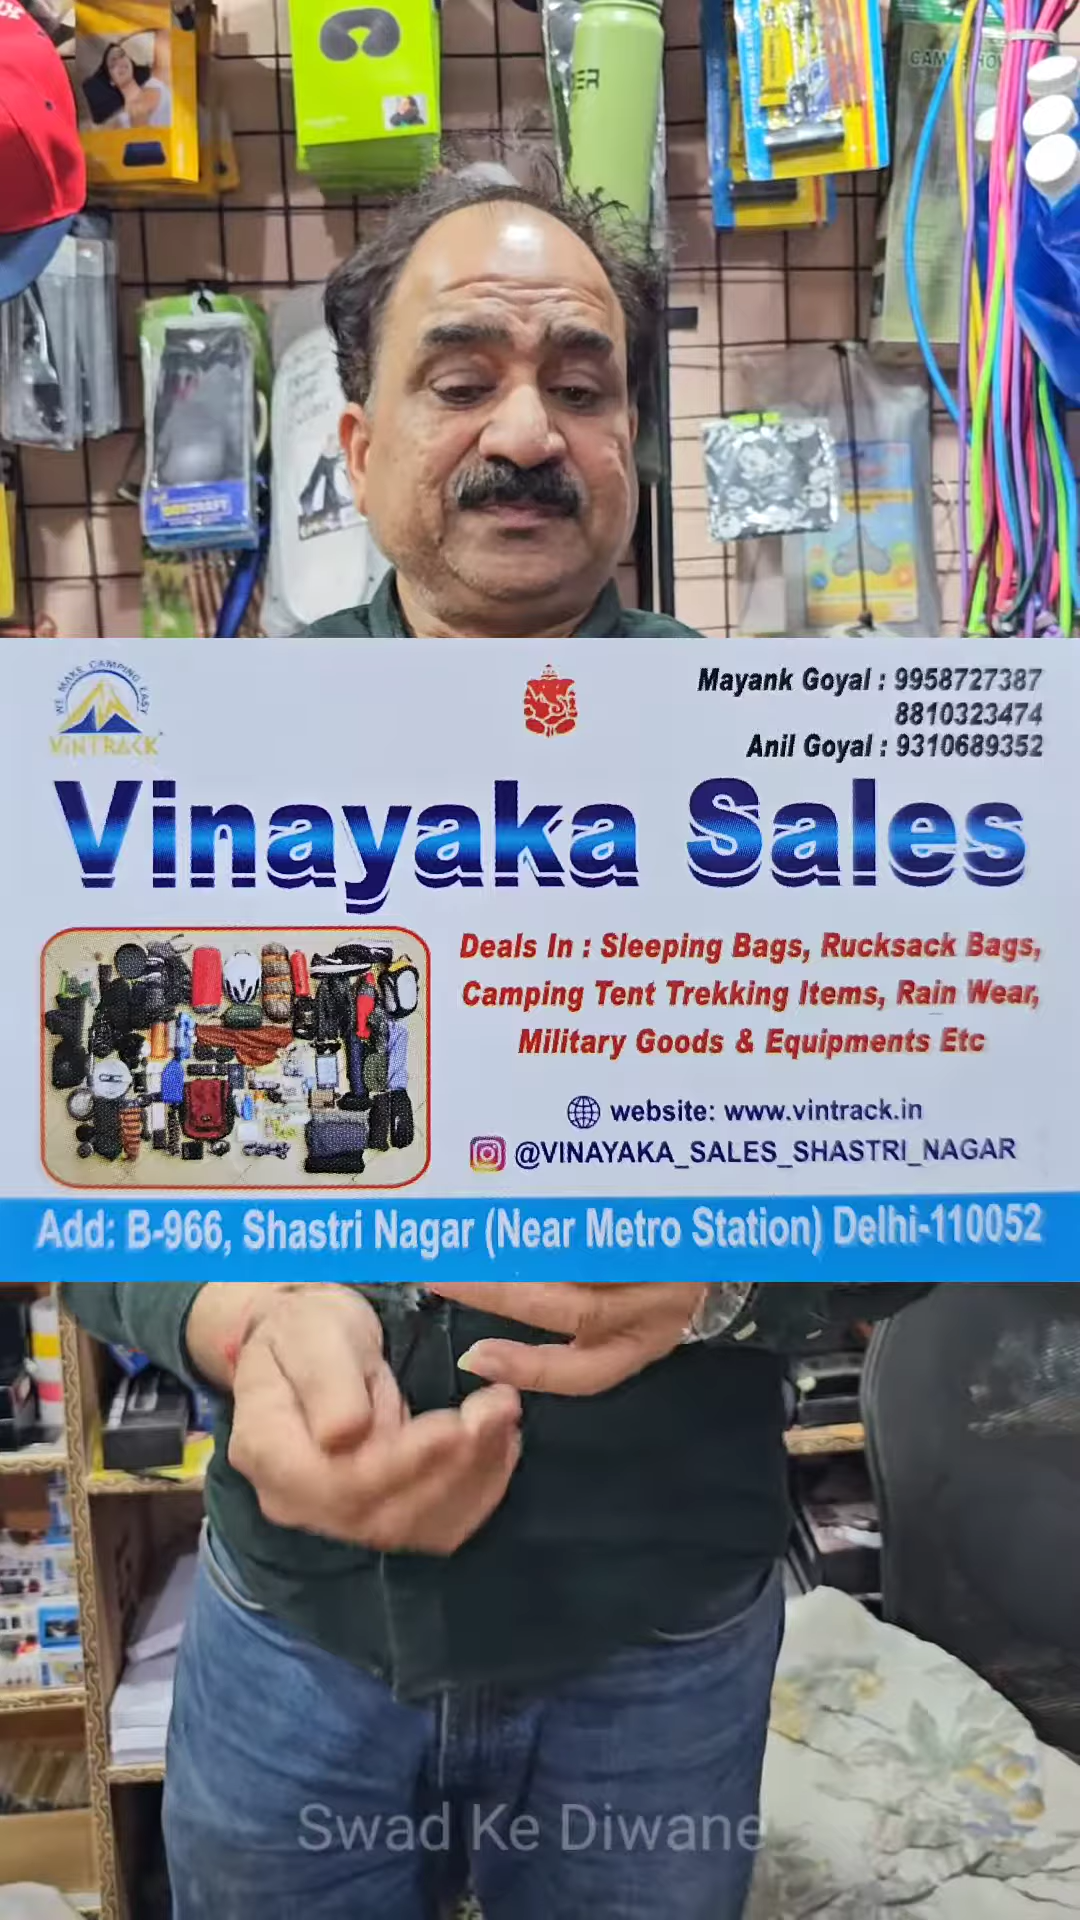 CAM
WE MAKE CAMPING EASY
ViNTRACK
Mayank Goyal : 9958727387
8810323474
Anil Goyal : 9310689352
Vinayaka Sales
Deals In : Sleeping Bags, Rucksack Bags,
Camping Tent Trekking Items, Rain Wear,
Military Goods & Equipments Etc
website: www.vintrack.in
@VINAYAKA_SALES_SHASTRI_NAGAR
Add: B-966, Shastri Nagar (Near Metro Station) Delhi-110052
Swad Ke Diwane